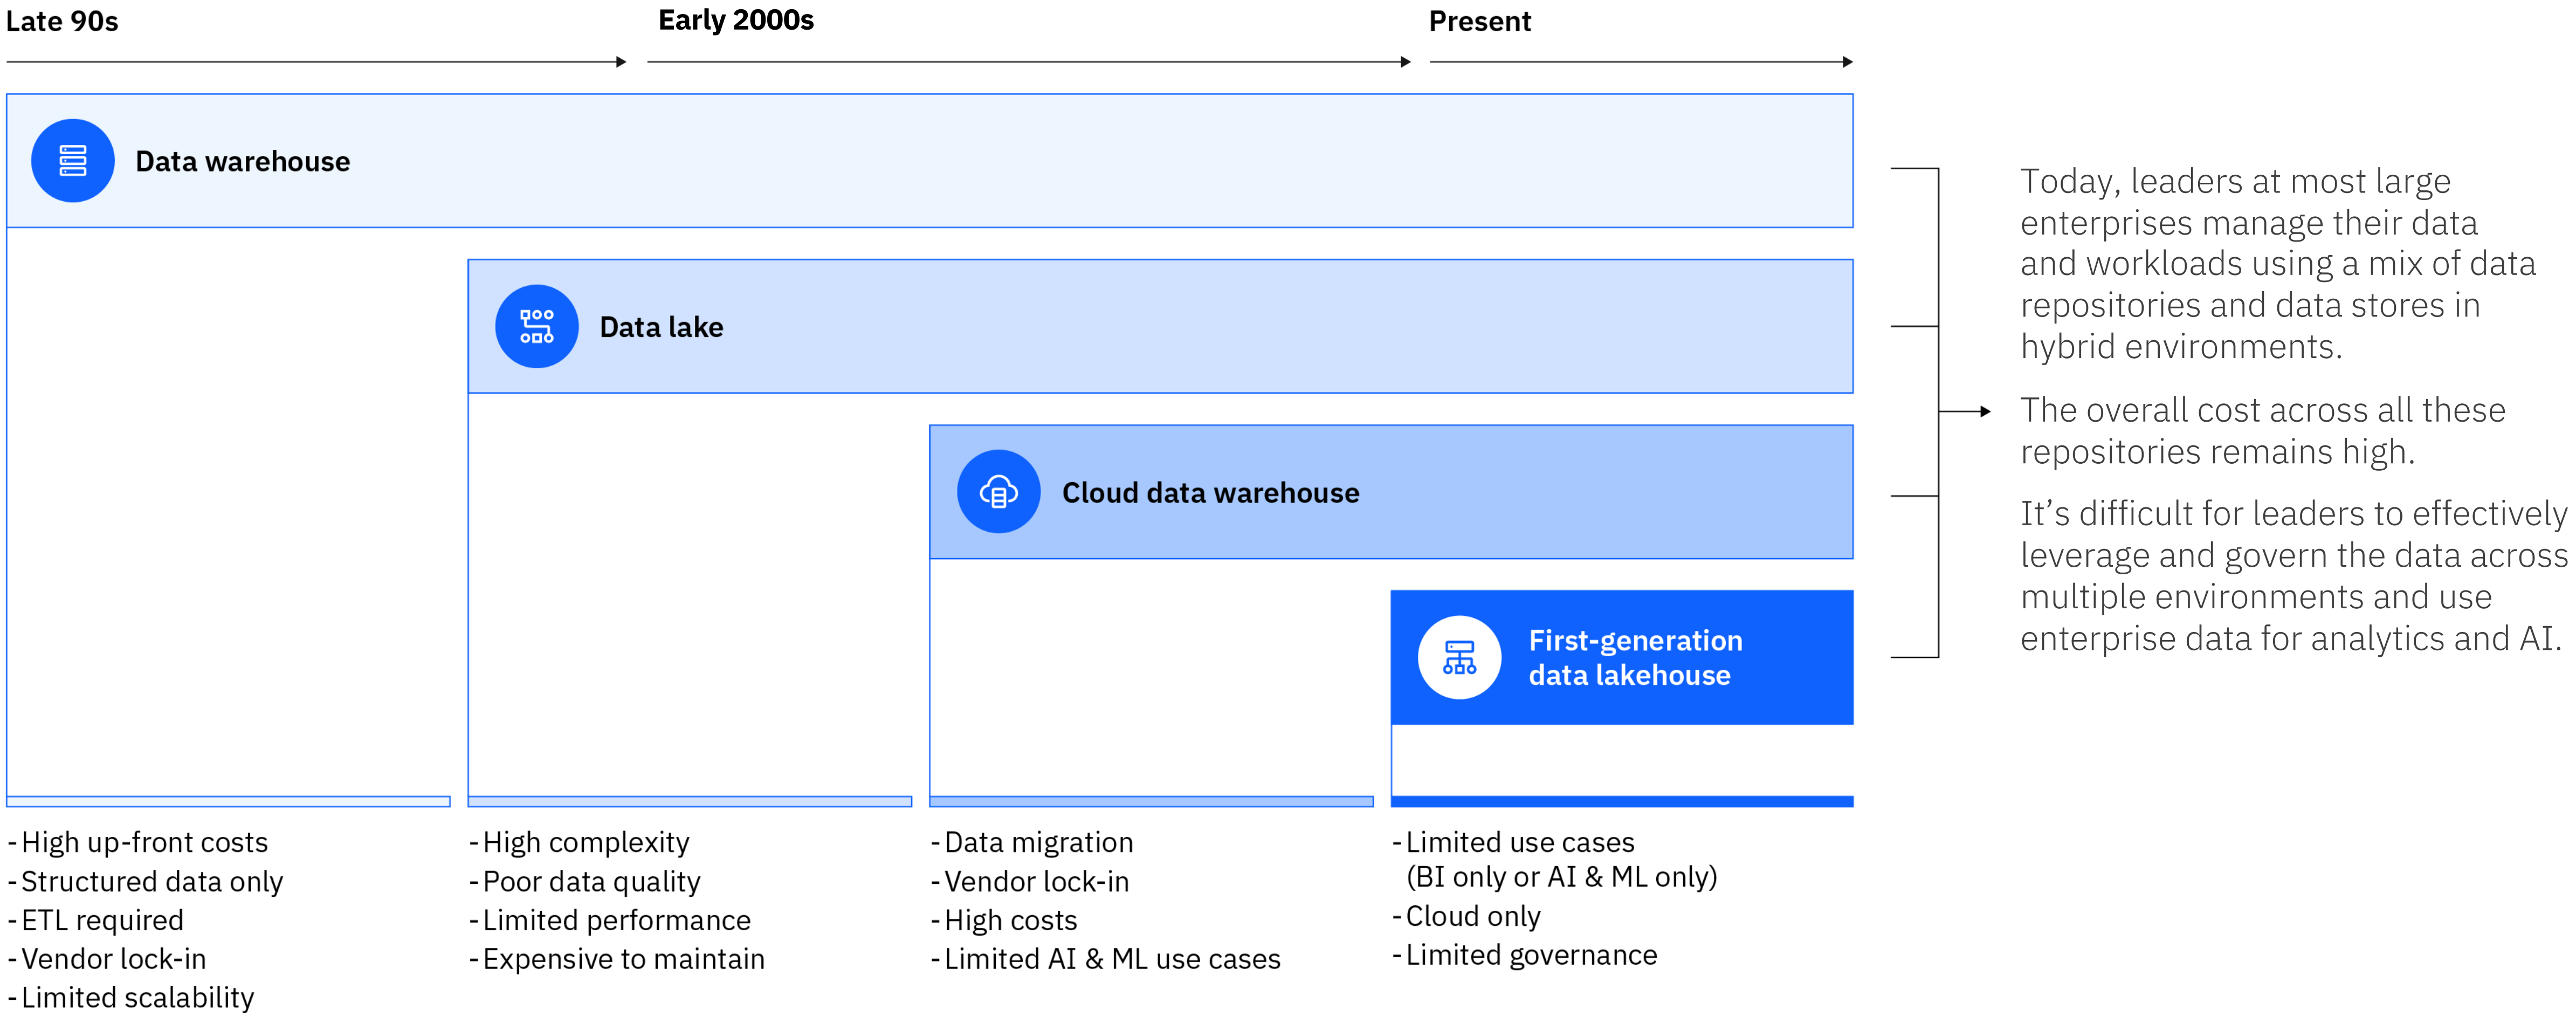 Late 90s
Early 2000s
Present
Data warehouse
Data lake
Cloud data warehouse
First-generation
data lakehouse
Today, leaders at most large
enterprises manage their data
and workloads using a mix of data
repositories and data stores in
hybrid environments.
The overall cost across all these
repositories remains high.
It’s difficult for leaders to effectively
leverage and govern the data across
multiple environments and use
enterprise data for analytics and AI.
- High up-front costs
- Structured data only
- ETL required
- Vendor lock-in
- Limited scalability
- High complexity
- Poor data quality
- Limited performance
- Expensive to maintain
- Data migration
- Vendor lock-in
- High costs
- Limited AI & ML use cases
- Limited use cases
(BI only or AI & ML only)
- Cloud only
- Limited governance